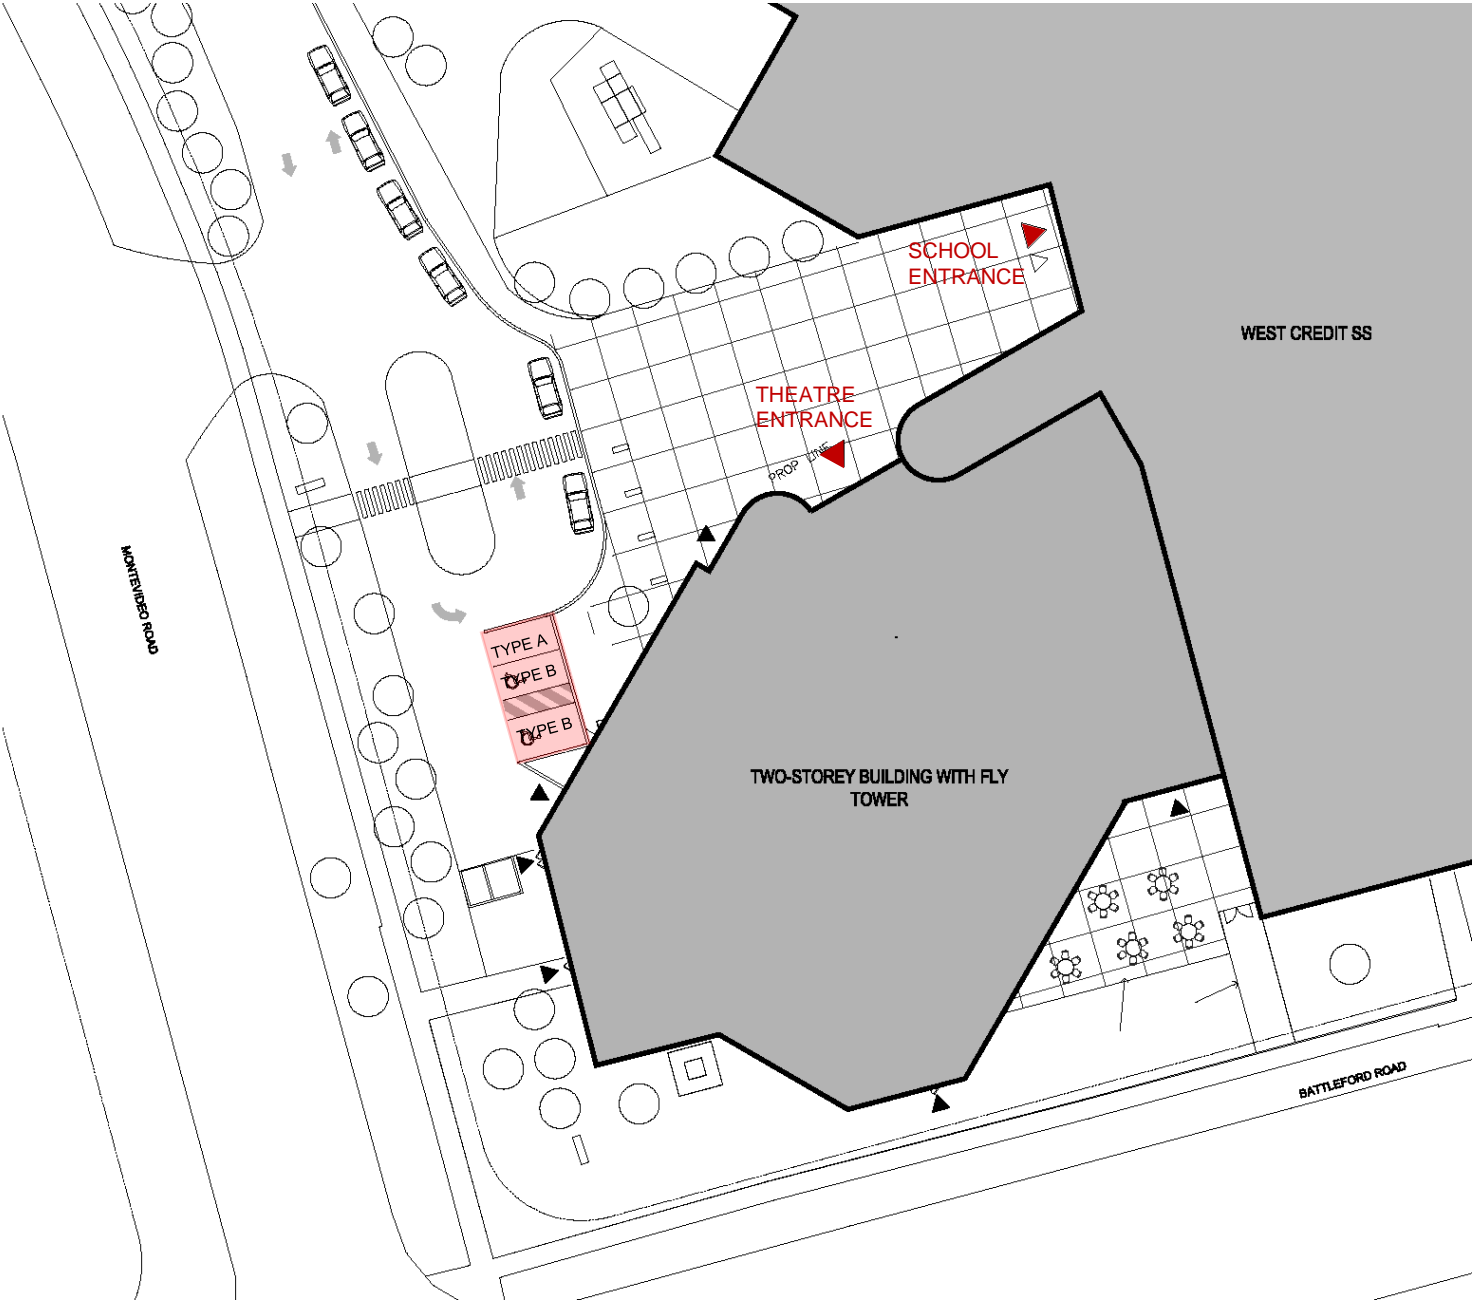 SCHOOL
ENTRANCE
WEST CREDIT SS
THEATRE
ENTRANCE
PROP LINE
MONTEVIDEO ROAD
TYPE A
TYPE B
TYPE B
TWO-STOREY BUILDING WITH FLY
TOWER
BATTLEFORD ROAD